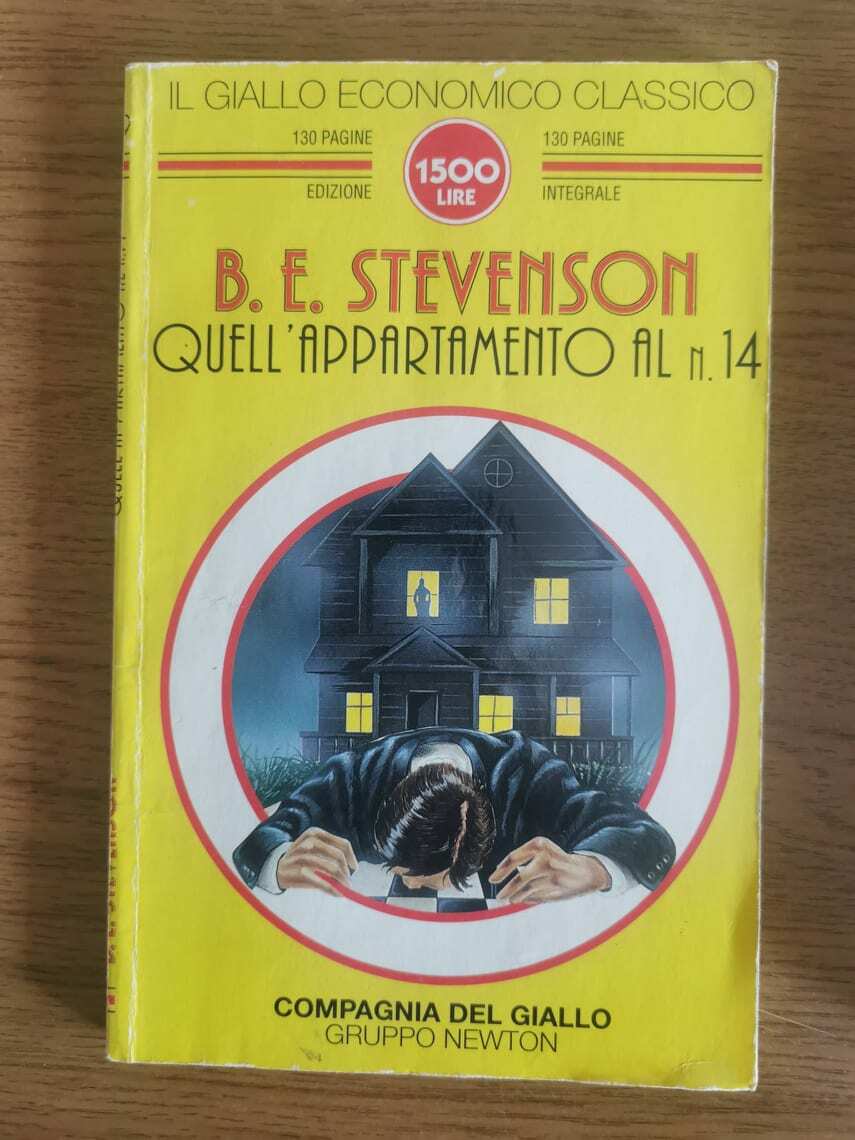 IL GIALLO ECONOMICO CLASSICO
130 PAGINE
EDIZIONE
1500
LIRE
130 PAGINE
INTEGRALE
B. E. STEVENSON
QUELL'APPARTAMENTO AL N. 14
COMPAGNIA DEL GIALLO
GRUPPO NEWTON